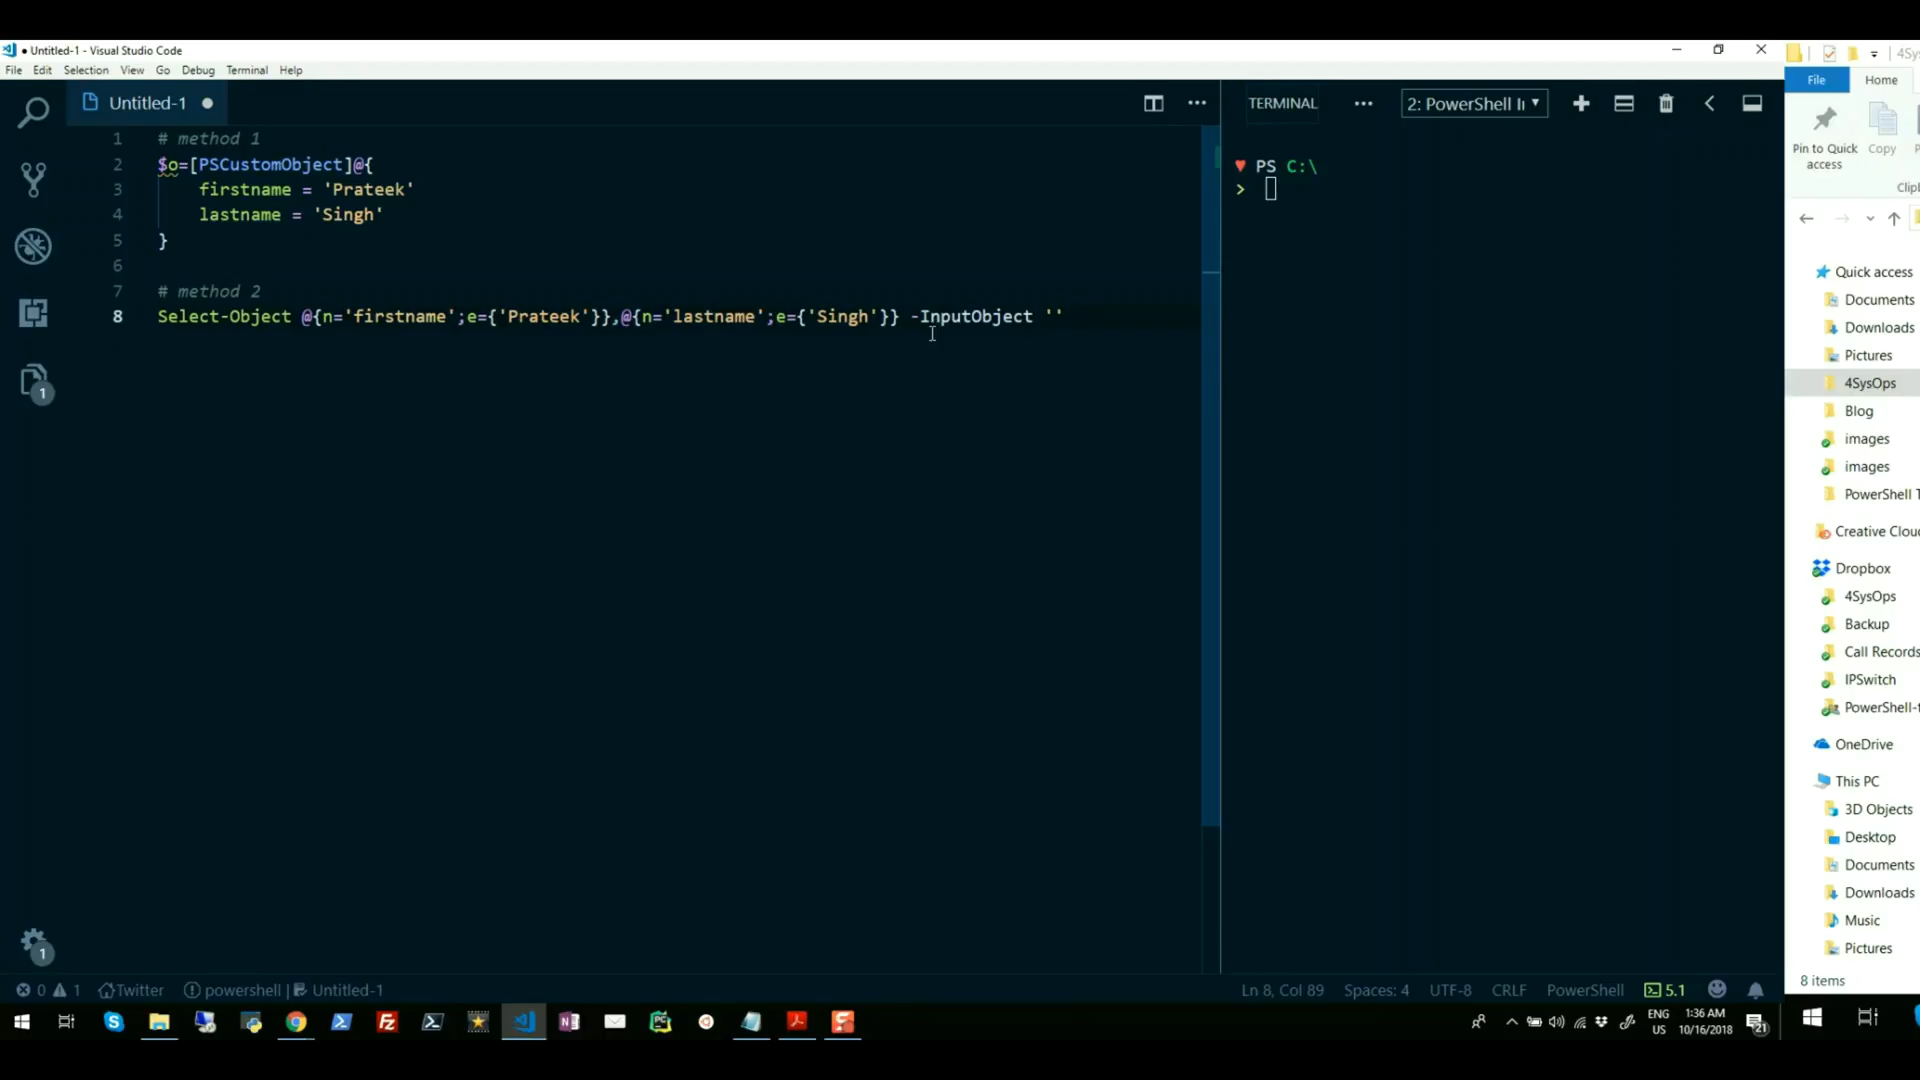 ● Untitled-1 - Visual Studio Code
File Edit Selection View Go Debug Terminal Help
Untitled-1
1 # method 1
2 $o=[PSCustomObject]@{
3 firstname = 'Prateek'
4 lastname = 'Singh'
5 }
6
7 # method 2
8 Select-Object @{n='firstname';e={'Prateek'}},@{n='lastname';e={'Singh'}} -InputObject ''
TERMINAL
2: PowerShell I
♥ PS C:\
>
4Sy
File Home
Pin to Quick access
Copy
P
Clip
Quick access
Documents
Downloads
Pictures
4SysOps
Blog
images
images
PowerShell T
Creative Clou
Dropbox
4SysOps
Backup
Call Records
IPSwitch
PowerShell-t
OneDrive
This PC
3D Objects
Desktop
Documents
Downloads
Music
Pictures
8 items
1
1
0 1 Twitter powershell | Untitled-1
Ln 8, Col 89 Spaces: 4 UTF-8 CRLF PowerShell 5.1
ENG US
1:36 AM
10/16/2018
21